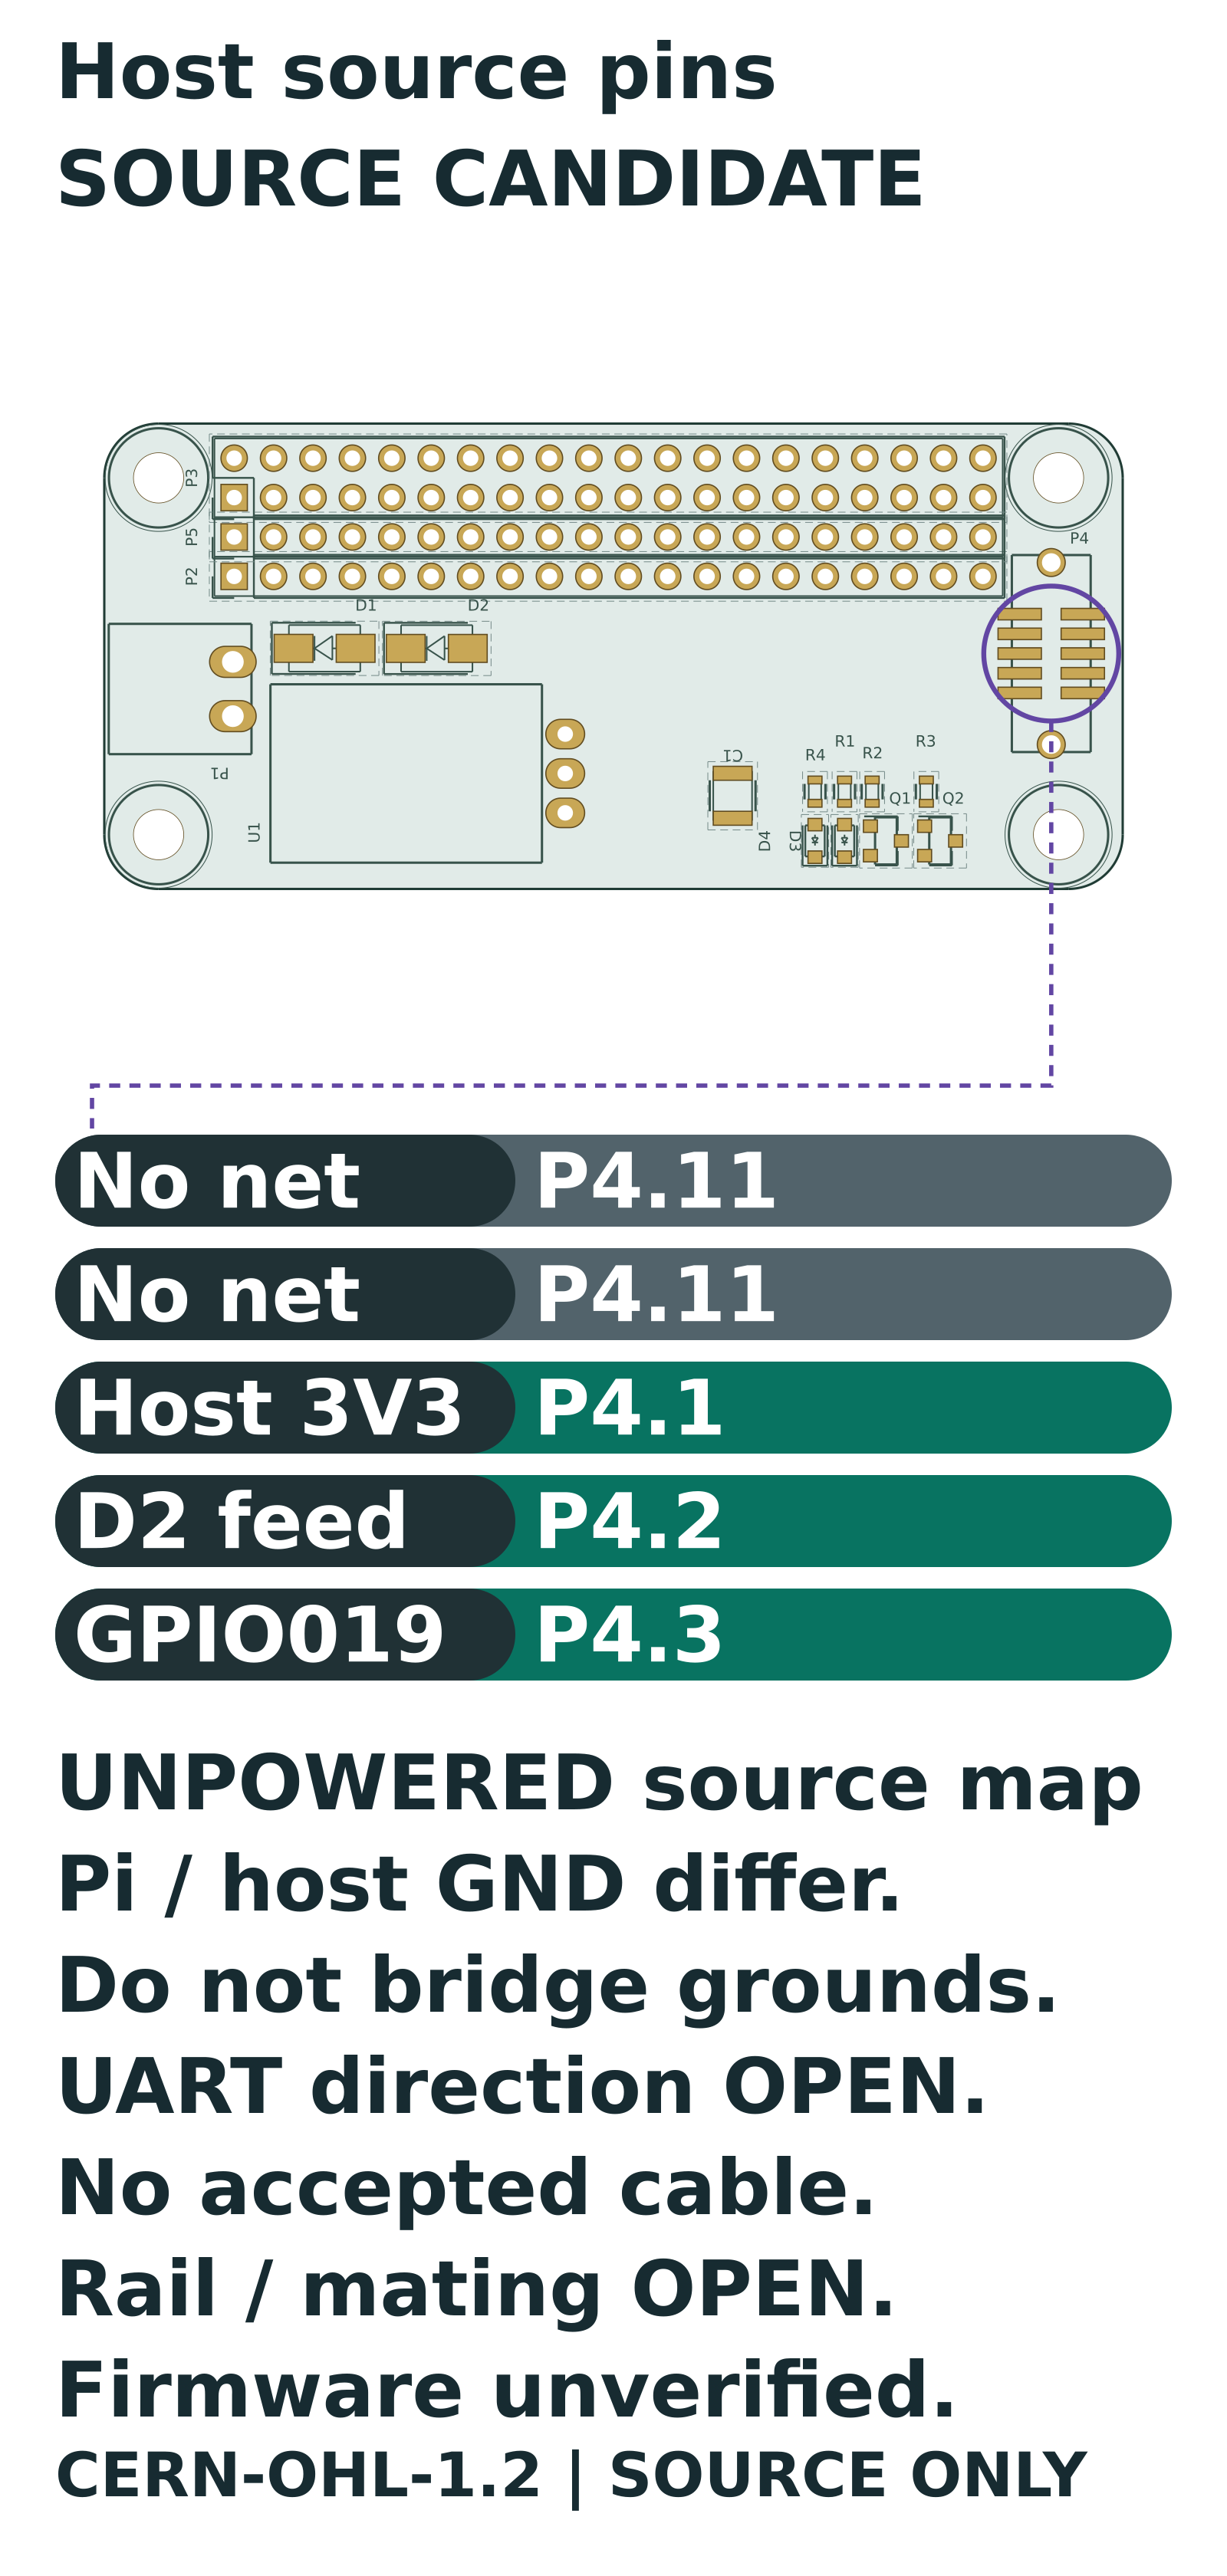 Host source pins
SOURCE CANDIDATE
P3
P5
P2
P4
D1 D2
P1
U1
C1
R4 R1 R2 R3
Q1 Q2
D4 D3
No net P4.11
No net P4.11
Host 3V3 P4.1
D2 feed P4.2
GPIO019 P4.3
UNPOWERED source map
Pi / host GND differ.
Do not bridge grounds.
UART direction OPEN.
No accepted cable.
Rail / mating OPEN.
Firmware unverified.
CERN-OHL-1.2 | SOURCE ONLY